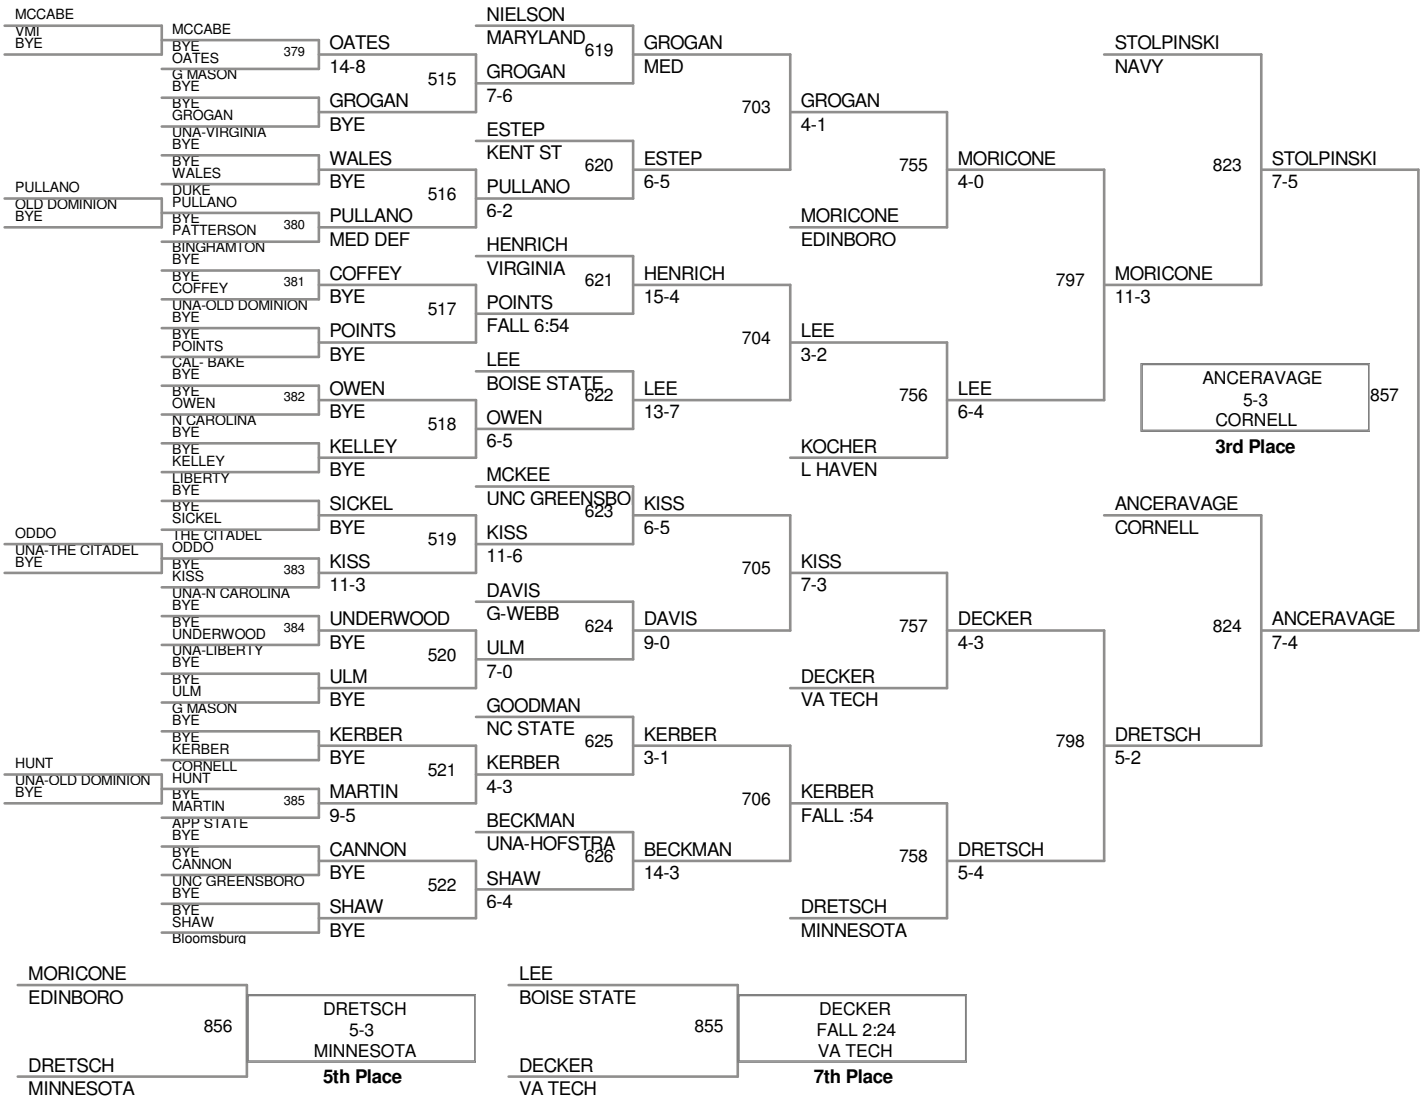 MCCABE
VMI
BYE
PULLANO
OLD DOMINION
BYE
ODDO
UNA-THE CITADEL
BYE
HUNT
UNA-OLD DOMINION
BYE
MCCABE
BYE
OATES
G MASON
BYE
BYE
GROGAN
UNA-VIRGINIA
BYE
BYE
WALES
DUKE
PULLANO
BYE
PATTERSON
BINGHAMTON
BYE
BYE
COFFEY
UNA-OLD DOMINION
BYE
BYE
POINTS
CAL- BAKE
BYE
BYE
OWEN
N CAROLINA
BYE
BYE
KELLEY
LIBERTY
BYE
BYE
SICKEL
THE CITADEL
ODDO
BYE
KISS
UNA-N CAROLINA
BYE
BYE
UNDERWOOD
UNA-LIBERTY
BYE
BYE
ULM
G MASON
BYE
BYE
KERBER
CORNELL
HUNT
BYE
MARTIN
APP STATE
BYE
BYE
CANNON
UNC GREENSBORO
BYE
BYE
SHAW
Bloomsburg
379
380
381
382
383
384
385
OATES
14-8
GROGAN
BYE
WALES
BYE
PULLANO
MED DEF
COFFEY
BYE
POINTS
BYE
OWEN
BYE
KELLEY
BYE
SICKEL
BYE
KISS
11-3
UNDERWOOD
BYE
ULM
BYE
KERBER
BYE
MARTIN
9-5
CANNON
BYE
SHAW
BYE
515
516
517
518
519
520
521
522
NIELSON
MARYLAND
GROGAN
7-6
ESTEP
KENT ST
PULLANO
6-2
HENRICH
VIRGINIA
POINTS
FALL 6:54
LEE
BOISE STATE
OWEN
6-5
MCKEE
UNC GREENSBO
KISS
11-6
DAVIS
G-WEBB
ULM
7-0
GOODMAN
NC STATE
KERBER
4-3
BECKMAN
UNA-HOFSTRA
SHAW
6-4
619
620
621
622
623
624
625
626
GROGAN
MED
ESTEP
6-5
HENRICH
15-4
LEE
13-7
KISS
6-5
DAVIS
9-0
KERBER
3-1
BECKMAN
14-3
703
704
705
706
GROGAN
4-1
MORICONE
EDINBORO
LEE
3-2
KOCHER
L HAVEN
KISS
7-3
DECKER
VA TECH
KERBER
FALL :54
DRETSCH
MINNESOTA
755
756
757
758
MORICONE
4-0
LEE
6-4
DECKER
4-3
DRETSCH
5-4
797
798
STOLPINSKI
NAVY
MORICONE
11-3
ANCERAVAGE
CORNELL
DRETSCH
5-2
823
824
STOLPINSKI
7-5
ANCERAVAGE
7-4
ANCERAVAGE
5-3
CORNELL
857
3rd Place
MORICONE
EDINBORO
856
DRETSCH
MINNESOTA
DRETSCH
5-3
MINNESOTA
5th Place
LEE
BOISE STATE
855
DECKER
VA TECH
DECKER
FALL 2:24
VA TECH
7th Place